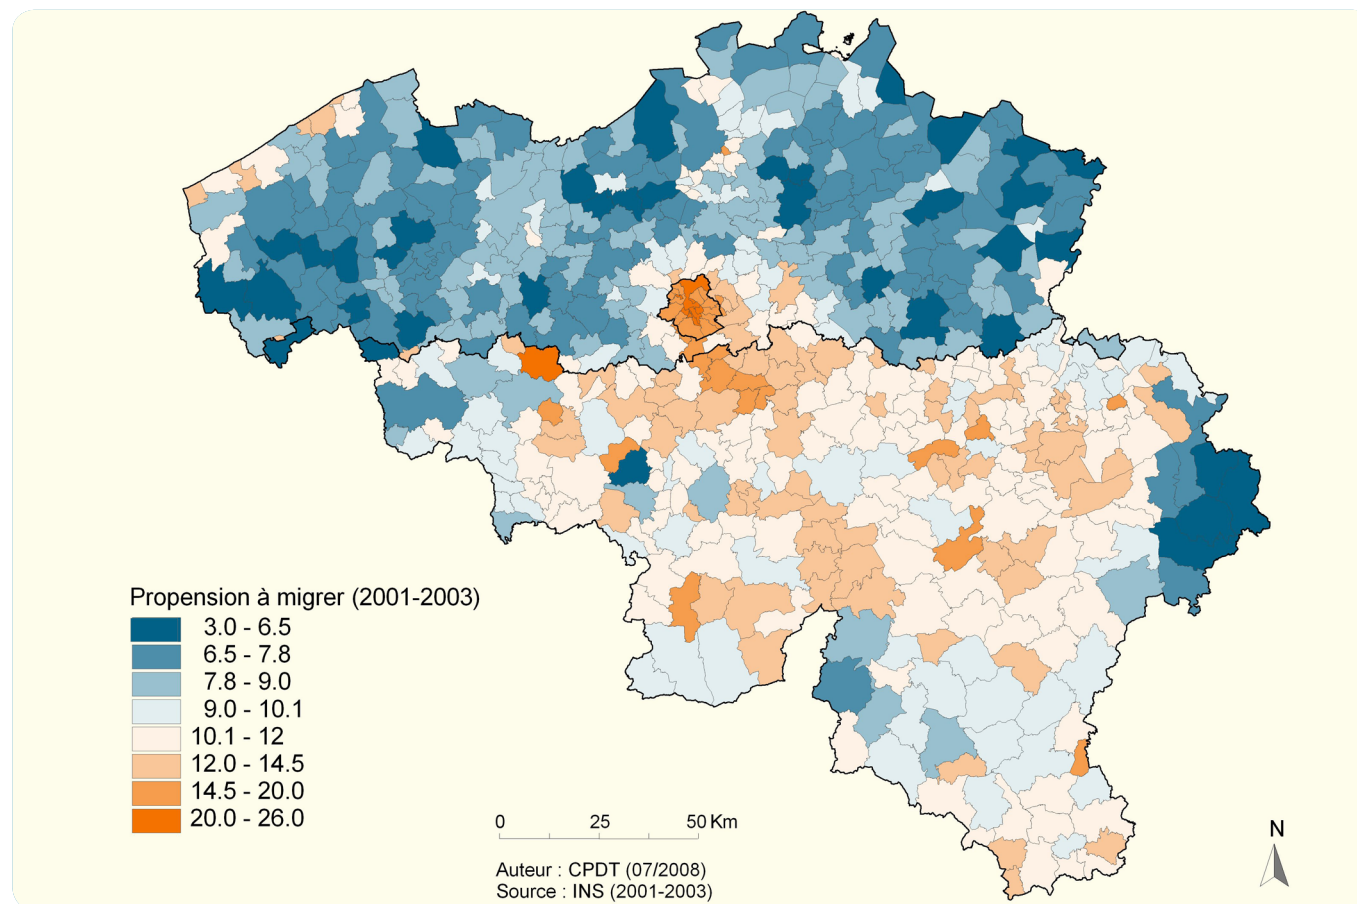 Propension à migrer (2001-2003)
3.0 - 6.5
6.5 - 7.8
7.8 - 9.0
9.0 - 10.1
10.1 - 12
12.0 - 14.5
14.5 - 20.0
20.0 - 26.0
0 25 50 Km
Auteur : CPDT (07/2008)
Source : INS (2001-2003)
N